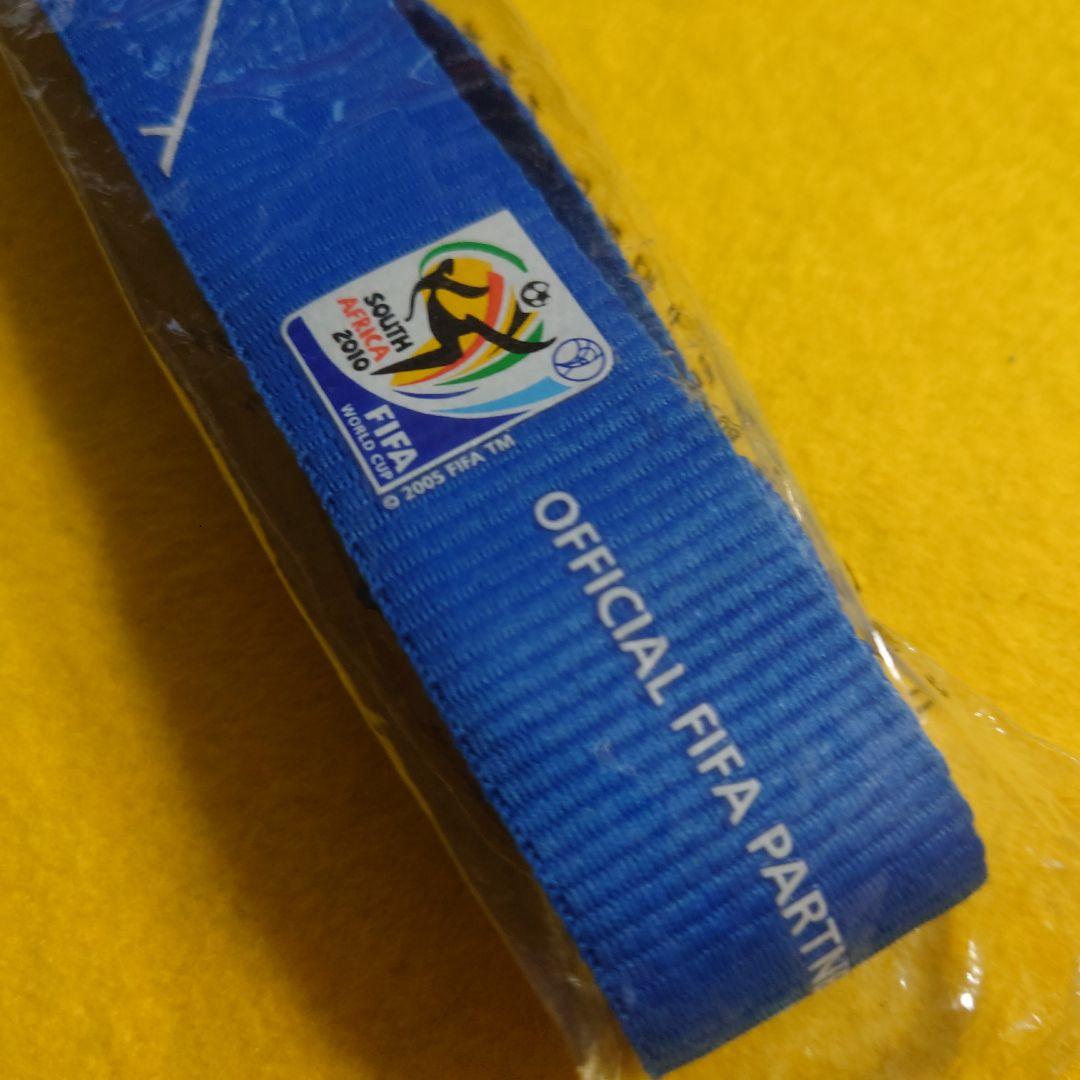 SOUTH
AFRICA
2010
FIFA
WORLD CUP
© 2005 FIFA TM
OFFICIAL FIFA PARTN